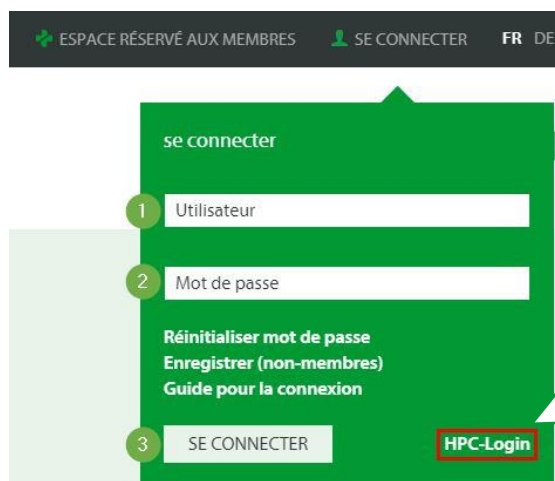 ESPACE RÉSERVÉ AUX MEMBRES SE CONNECTER FR DE
se connecter
1 Utilisateur
2 Mot de passe
Réinitialiser mot de passe
Enregistrer (non-membres)
Guide pour la connexion
3 SE CONNECTER HPC-Login